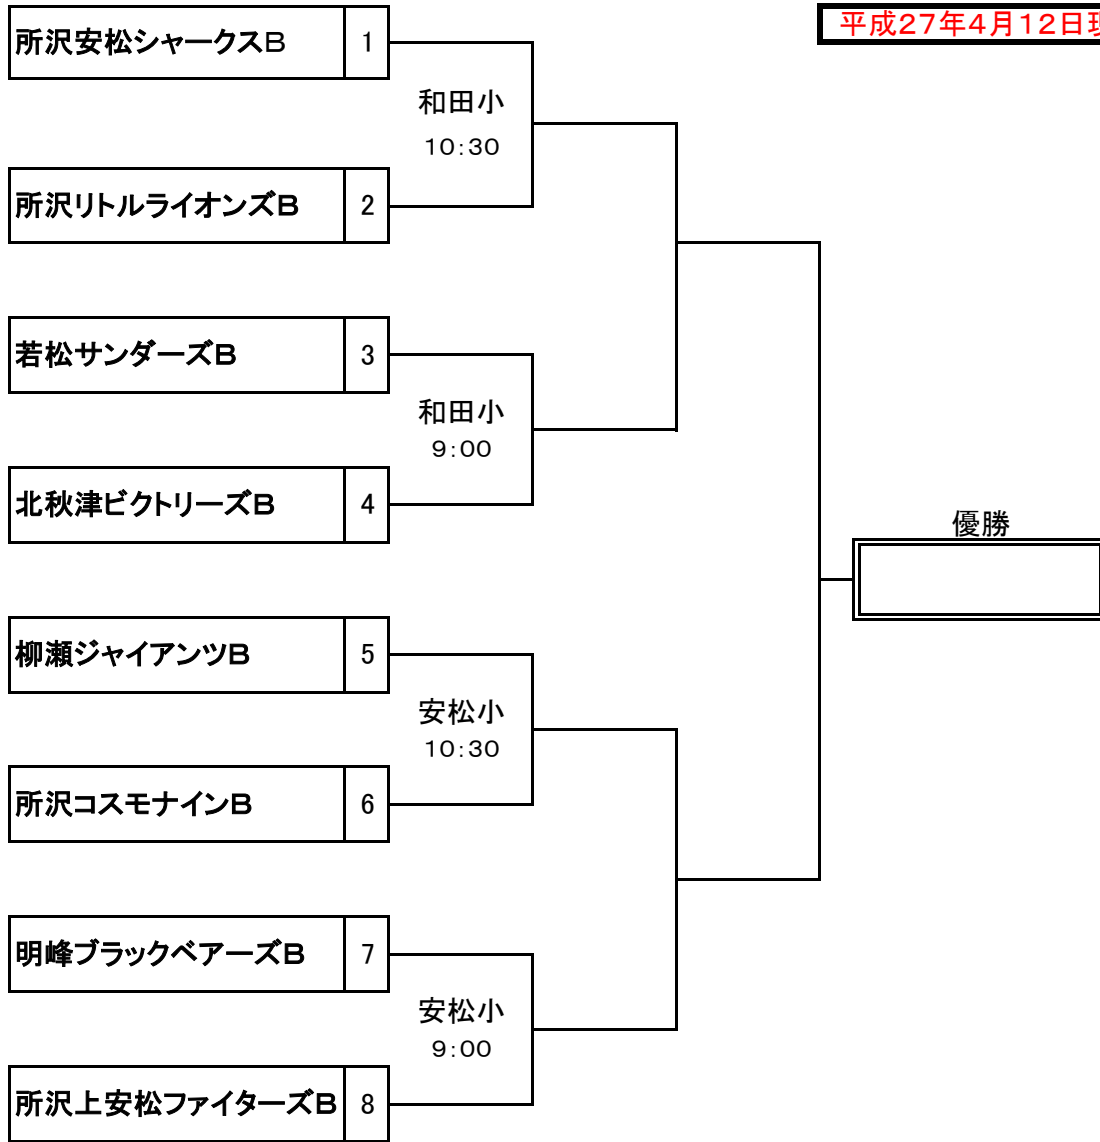 平成27年4月12日現
所沢安松シャークスB 1
和田小
10:30
所沢リトルライオンズB 2
若松サンダーズB 3
和田小
9:00
北秋津ビクトリーズB 4
優勝
柳瀬ジャイアンツB 5
安松小
10:30
所沢コスモナインB 6
明峰ブラックベアーズB 7
安松小
9:00
所沢上安松ファイターズB 8